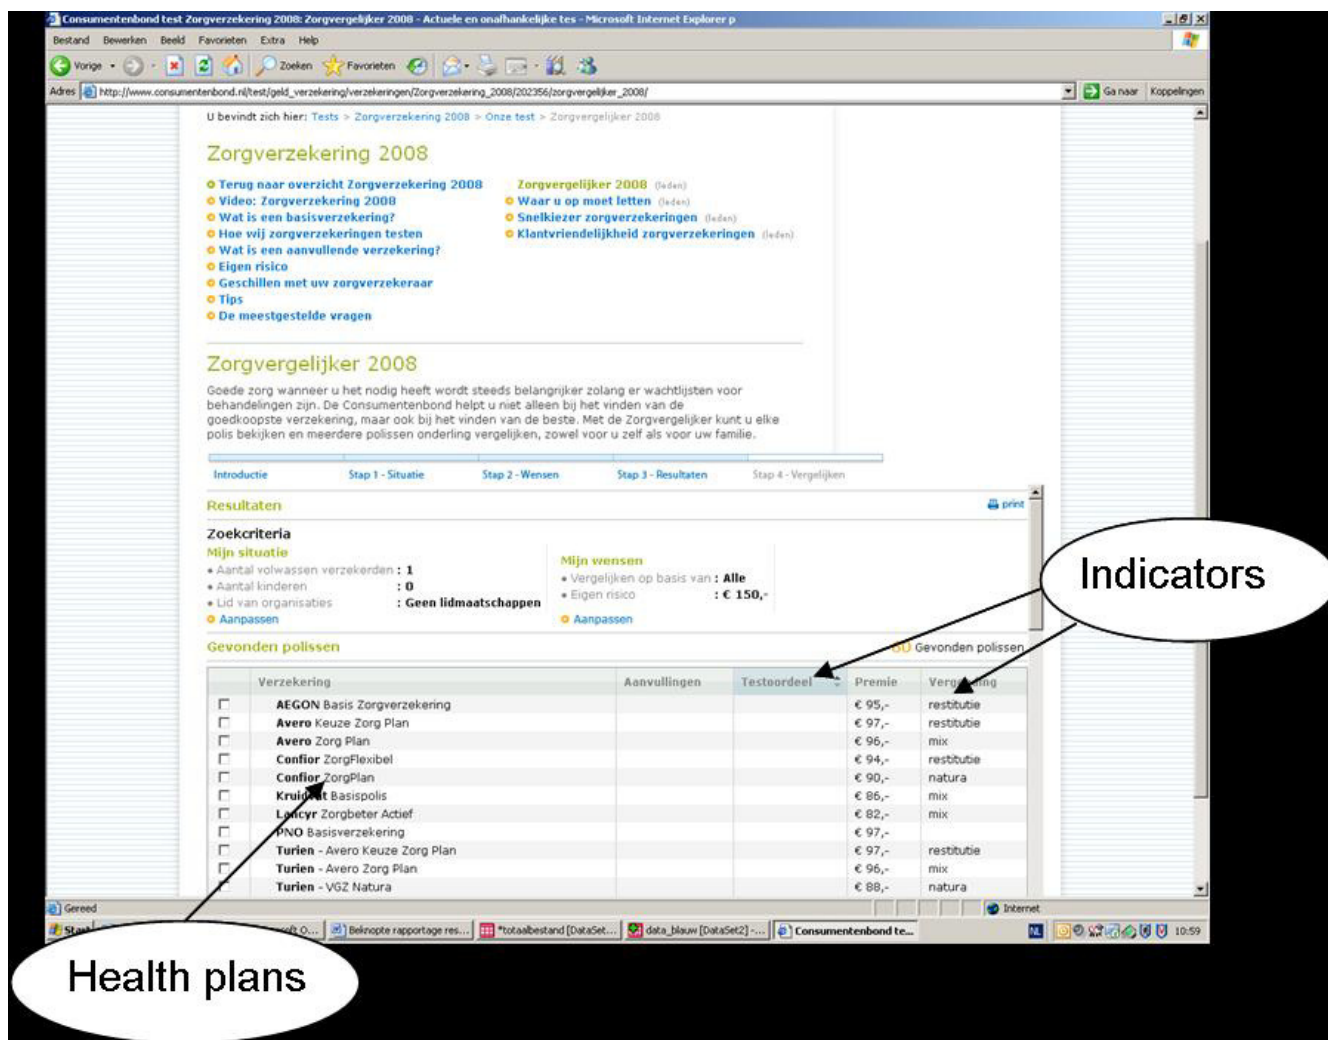 Consumentenbond test Zorgverzekering 2008: Zorgvergelijker 2008 - Actuele en onafhankelijke tes - Microsoft Internet Explorer p
Bestand Bewerken Beeld Favorieten Extra Help
Vorige Zoeken Favorieten
Adres http://www.consumentenbond.nl/test/geld_verzekering/verzekeringen/Zorgverzekering_2008/202356/zorgvergelijker_2008/ Ga naar Koppelingen
U bevindt zich hier: Tests > Zorgverzekering 2008 > Onze test > Zorgvergelijker 2008
Zorgverzekering 2008
Terug naar overzicht Zorgverzekering 2008 Zorgvergelijker 2008 (leden)
Video: Zorgverzekering 2008 Waar u op moet letten (leden)
Wat is een basisverzekering? Snelkiezer zorgverzekeringen (leden)
Hoe wij zorgverzekeringen testen Klantvriendelijkheid zorgverzekeringen (leden)
Wat is een aanvullende verzekering?
Eigen risico
Geschillen met uw zorgverzekeraar
Tips
De meestgestelde vragen
Zorgvergelijker 2008
Goede zorg wanneer u het nodig heeft wordt steeds belangrijker zolang er wachtlijsten voor
behandelingen zijn. De Consumentenbond helpt u niet alleen bij het vinden van de
goedkoopste verzekering, maar ook bij het vinden van de beste. Met de Zorgvergelijker kunt u elke
polis bekijken en meerdere polissen onderling vergelijken, zowel voor u zelf als voor uw familie.
Introductie Stap 1 - Situatie Stap 2 - Wensen Stap 3 - Resultaten Stap 4 - Vergelijken
Resultaten print
Zoekcriteria
Mijn situatie Mijn wensen
• Aantal volwassen verzekerden : 1 • Vergelijken op basis van : Alle
• Aantal kinderen : 0 • Eigen risico : € 150,-
• Lid van organisaties : Geen lidmaatschappen
Aanpassen Aanpassen
Indicators
Gevonden polissen Gevonden polissen
Verzekering Aanvullingen Testoordeel Premie
AEGON Basis Zorgverzekering € 95,- restitutie
Avero Keuze Zorg Plan € 97,- restitutie
Avero Zorg Plan € 96,- mix
Confior ZorgFlexibel € 94,- restitutie
Confior ZorgPlan € 90,- natura
Kruidvat Basispolis € 86,- mix
Lancyr Zorgbeter Actief € 82,- mix
PNO Basisverzekering € 97,-
Turien - Avero Keuze Zorg Plan € 97,- restitutie
Turien - Avero Zorg Plan € 96,- mix
Turien - VGZ Natura € 88,- natura
Gereed Internet
Start Beknopte rapportage res... *totaalbestand [DataSet... data_blauw [DataSet2] -... Consumentenbond te... NL 10:59
Health plans